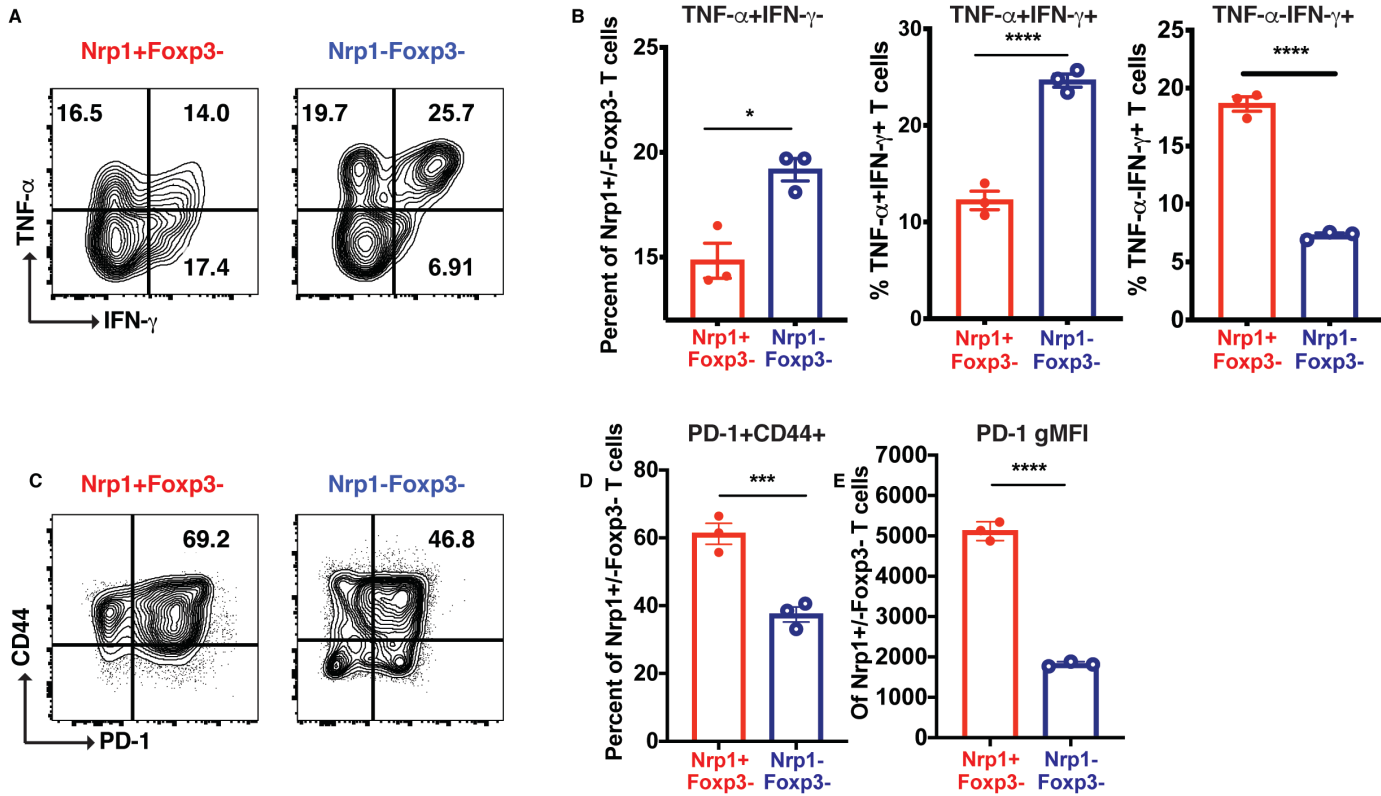 A
Nrp1+Foxp3-
Nrp1-Foxp3-
16.5
14.0
17.4
19.7
25.7
6.91
TNF-α
IFN-γ
B
TNF-α+IFN-γ-
Percent of Nrp1+/-Foxp3- T cells
25
20
15
*
Nrp1+
Foxp3-
Nrp1-
Foxp3-
TNF-α+IFN-γ+
% TNF-α+IFN-γ+ T cells
30
20
10
0
****
Nrp1+
Foxp3-
Nrp1-
Foxp3-
TNF-α-IFN-γ+
% TNF-α-IFN-γ+ T cells
25
20
15
10
5
0
****
Nrp1+
Foxp3-
Nrp1-
Foxp3-
C
Nrp1+Foxp3-
Nrp1-Foxp3-
69.2
46.8
CD44
PD-1
D
PD-1+CD44+
Percent of Nrp1+/-Foxp3- T cells
80
60
40
20
0
***
Nrp1+
Foxp3-
Nrp1-
Foxp3-
E
PD-1 gMFI
Of Nrp1+/-Foxp3- T cells
7000
6000
5000
4000
3000
2000
1000
0
****
Nrp1+
Foxp3-
Nrp1-
Foxp3-